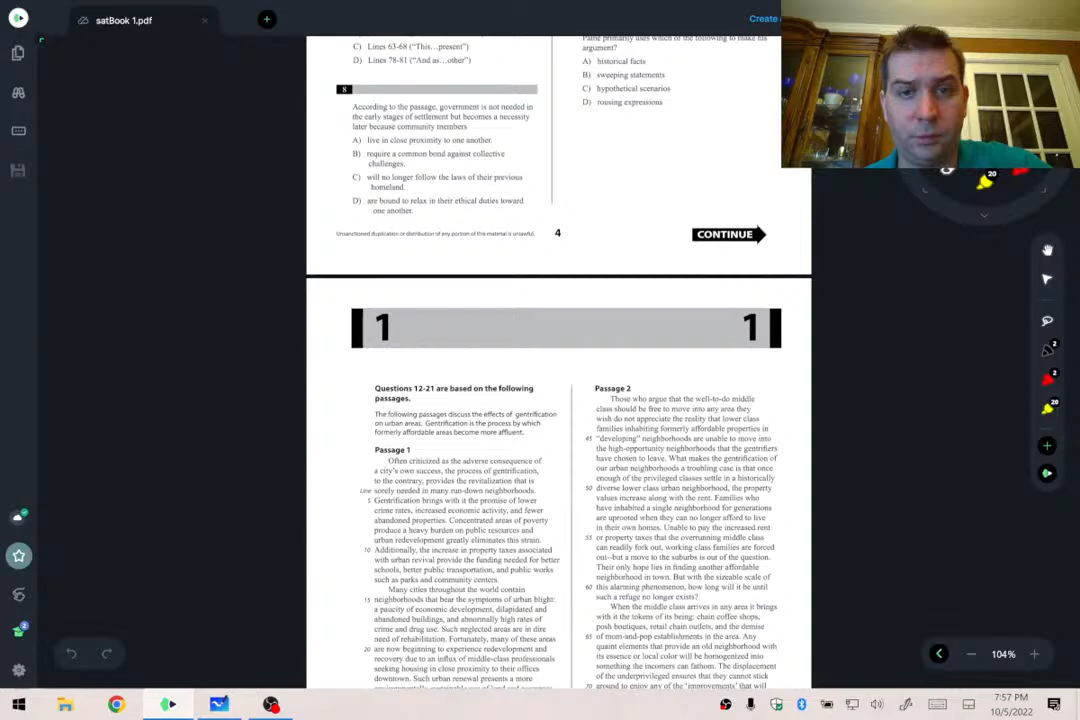 satBook 1.pdf
Create
C) Lines 63-68 ("This…present")
D) Lines 78-81 ("And as…other")
8
According to the passage, government is not needed in
the early stages of settlement but becomes a necessity
later because community members
A) live in close proximity to one another.
B) require a common bond against collective
challenges.
C) will no longer follow the laws of their previous
homeland.
D) are bound to relax in their ethical duties toward
one another.
Paine primarily uses which of the following to make his
argument?
A) historical facts
B) sweeping statements
C) hypothetical scenarios
D) rousing expressions
Unsanctioned duplication or distribution of any portion of this material is unlawful.
4
CONTINUE
1
1
Questions 12-21 are based on the following
passages.
The following passages discuss the effects of gentrification
on urban areas. Gentrification is the process by which
formerly affordable areas become more affluent.
Passage 1
Often criticized as the adverse consequence of
a city's own success, the process of gentrification,
to the contrary, provides the revitalization that is
Line sorely needed in many run-down neighborhoods.
5 Gentrification brings with it the promise of lower
crime rates, increased economic activity, and fewer
abandoned properties. Concentrated areas of poverty
produce a heavy burden on public resources and
urban redevelopment greatly eliminates this strain.
10 Additionally, the increase in property taxes associated
with urban revival provide the funding needed for better
schools, better public transportation, and public works
such as parks and community centers.
Many cities throughout the world contain
15 neighborhoods that bear the symptoms of urban blight:
a paucity of economic development, dilapidated and
abandoned buildings, and abnormally high rates of
crime and drug use. Such neglected areas are in dire
need of rehabilitation. Fortunately, many of these areas
20 are now beginning to experience redevelopment and
recovery due to an influx of middle-class professionals
seeking housing in close proximity to their offices
downtown. Such urban renewal presents a more
Passage 2
Those who argue that the well-to-do middle
class should be free to move into any area they
wish do not appreciate the reality that lower class
families inhabiting formerly affordable properties in
45 "developing" neighborhoods are unable to move into
the high-opportunity neighborhoods that the gentrifiers
have chosen to leave. What makes the gentrification of
our urban neighborhoods a troubling case is that once
enough of the privileged classes settle in a historically
50 diverse lower class urban neighborhood, the property
values increase along with the rent. Families who
have inhabited a single neighborhood for generations
are uprooted when they can no longer afford to live
in their own homes. Unable to pay the increased rent
55 or property taxes that the overrunning middle class
can readily fork out, working class families are forced
out--but a move to the suburbs is out of the question.
Their only hope lies in finding another affordable
neighborhood in town. But with the sizeable scale of
60 this alarming phenomenon, how long will it be until
such a refuge no longer exists?
When the middle class arrives in any area it brings
with it the tokens of its being: chain coffee shops,
posh boutiques, retail chain outlets, and the demise
65 of mom-and-pop establishments in the area. Any
quaint elements that provide an old neighborhood with
its essence or local color will be homogenized into
something the incomers can fathom. The displacement
of the underprivileged ensures that they cannot stick
70 around to enjoy any of the 'improvements' that will
20
2
2
20
104%
2
7:57 PM
10/5/2022